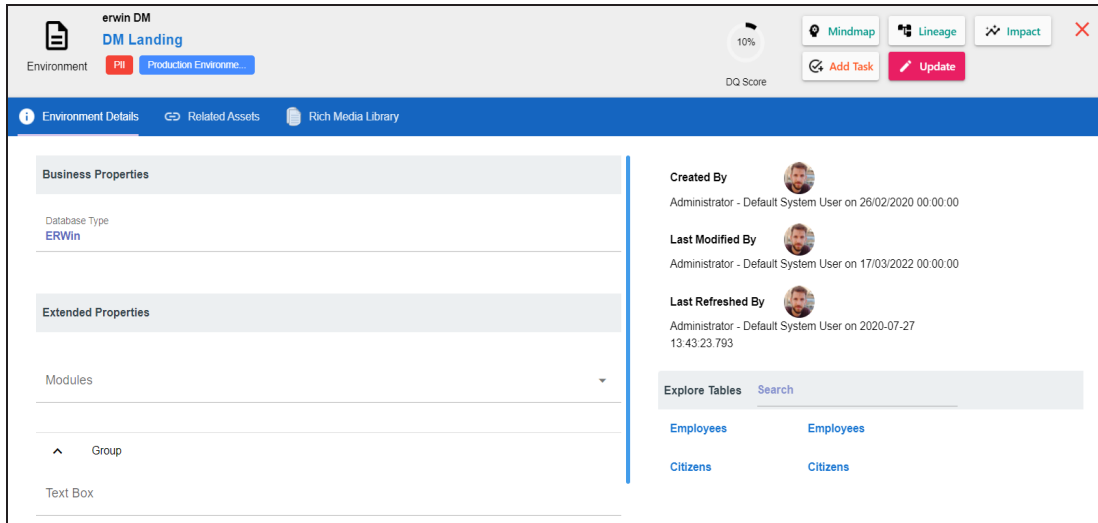 erwin DM
DM Landing
Environment
PII
Production Environme...
10%
DQ Score
Mindmap
Lineage
Impact
Add Task
Update
Environment Details
Related Assets
Rich Media Library
Business Properties
Database Type
ERWin
Extended Properties
Modules
Group
Text Box
Created By
Administrator - Default System User on 26/02/2020 00:00:00
Last Modified By
Administrator - Default System User on 17/03/2022 00:00:00
Last Refreshed By
Administrator - Default System User on 2020-07-27
13:43:23.793
Explore Tables Search
Employees Employees
Citizens Citizens